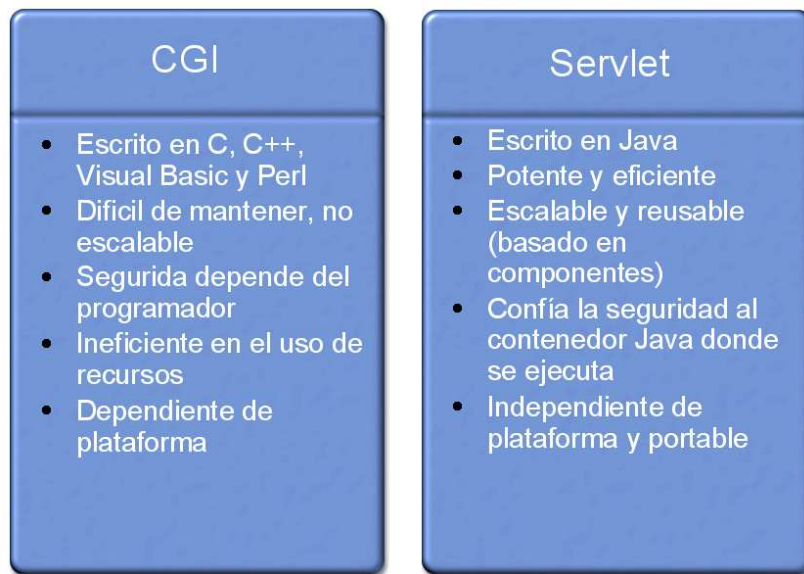 CGI
• Escrito en C, C++,
Visual Basic y Perl
• Dificil de mantener, no
escalable
• Segurida depende del
programador
• Ineficiente en el uso de
recursos
• Dependiente de
plataforma
Servlet
• Escrito en Java
• Potente y eficiente
• Escalable y reusable
(basado en
componentes)
• Confía la seguridad al
contenedor Java donde
se ejecuta
• Independiente de
plataforma y portable